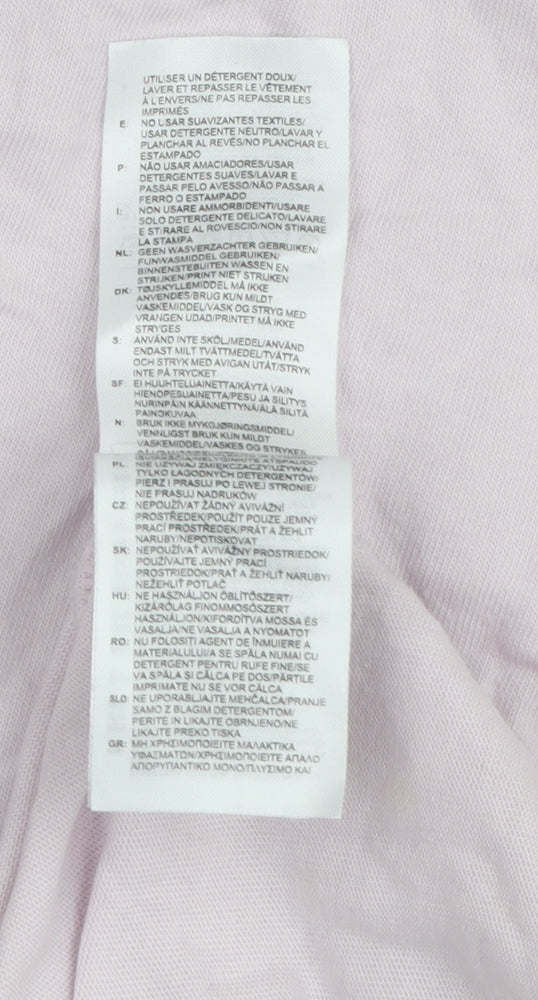 UTILISER UN DÉTERGENT DOUX/
LAVER ET REPASSER LE VÊTEMENT
À L'ENVERS/NE PAS REPASSER LES
IMPRIMÉS
E: NO USAR SUAVIZANTES TEXTILES/
USAR DETERGENTE NEUTRO/LAVAR Y
PLANCHAR AL REVÉS/NO PLANCHAR EL
ESTAMPADO
P: NÃO USAR AMACIADORES/USAR
DETERGENTES SUAVES/LAVAR E
PASSAR PELO AVESSO/NÃO PASSAR A
FERRO O ESTAMPADO
I: NON USARE AMMORBIDENTI/USARE
SOLO DETERGENTE DELICATO/LAVARE
E STIRARE AL ROVESCIO/NON STIRARE
LA STAMPA
NL: GEEN WASVERZACHTER GEBRUIKEN/
FIJNWASMIDDEL GEBRUIKEN/
BINNENSTEBUITEN WASSEN EN
STRIJKEN/PRINT NIET STRIJKEN
DK: TØJSKYLLEMIDDEL MÅ IKKE
ANVENDES/BRUG KUN MILDT
VASKEMIDDEL/VASK OG STRYG MED
VRANGEN UDAD/PRINTET MÅ IKKE
STRYGES
S: ANVÄND INTE SKÖLJMEDEL/ANVÄND
ENDAST MILT TVÄTTMEDEL/TVÄTTA
OCH STRYK MED AVIGAN UTÅT/STRYK
INTE PÅ TRYCKET
SF: EI HUUHTELUAINETTA/KÄYTÄ VAIN
HIENOPESUAINETTA/PESU JA SILITYS
NURINPÄIN KÄÄNNETTYNÄ/ÄLÄ SILITÄ
PAINOKUVAA
N: BRUK IKKE MYKGJØRINGSMIDDEL/
VENNLIGST BRUK KUN MILDT
VASKEMIDDEL/VASKES OG STRYKES
PL: NIE UŻYWAJ ZMIĘKCZACZY/UŻYWAJ
TYLKO ŁAGODNYCH DETERGENTÓW/
PIERZ I PRASUJ PO LEWEJ STRONIE/
NIE PRASUJ NADRUKÓW
CZ: NEPOUŽÍVAT ŽÁDNÝ AVIVÁŽNÍ
PROSTŘEDEK/POUŽÍT POUZE JEMNÝ
PRACÍ PROSTŘEDEK/PRÁT A ŽEHLIT
NARUBY/NEPOTISKOVAT
SK: NEPOUŽÍVAŤ AVIVÁŽNY PROSTRIEDOK/
POUŽÍVAJTE JEMNÝ PRACÍ
PROSTRIEDOK/PRAŤ A ŽEHLIŤ NARUBY/
NEŽEHLIŤ POTLAČ
HU: NE HASZNÁLJON ÖBLÍTŐSZERT/
KIZÁRÓLAG FINOMMOSÓSZERT
HASZNÁLJON/KIFORDÍTVA MOSSA ÉS
VASALJA/NE VASALJA A NYOMATOT
RO: NU FOLOSIȚI AGENT DE ÎNMUIERE A
MATERIALULUI/A SE SPĂLA NUMAI CU
DETERGENT PENTRU RUFE FINE/SE
VA SPĂLA ȘI CĂLCA PE DOS/PĂRȚILE
IMPRIMATE NU SE VOR CĂLCA
SLO: NE UPORABLJAJTE MEHČALCA/PRANJE
SAMO Z BLAGIM DETERGENTOM/
PERITE IN LIKAJTE OBRNJENO/NE
LIKAJTE PREKO TISKA
GR: ΜΗ ΧΡΗΣΙΜΟΠΟΙΕΙΤΕ ΜΑΛΑΚΤΙΚΑ
ΥΦΑΣΜΑΤΩΝ/ΧΡΗΣΙΜΟΠΟΙΕΙΤΕ ΑΠΑΛΟ
ΑΠΟΡΥΠΑΝΤΙΚΟ ΜΟΝΟ/ΠΛΥΣΙΜΟ ΚΑΙ